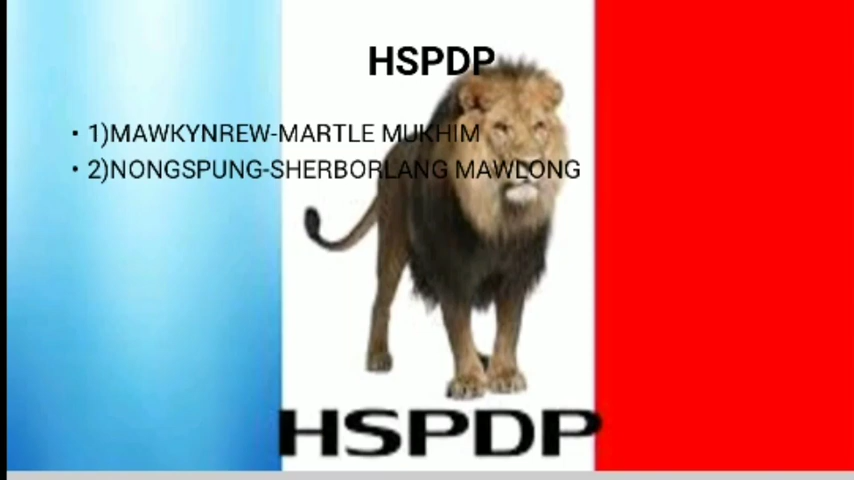 HSPDP
• 1)MAWKYNREW-MARTLE MUKHIM
• 2)NONGSPUNG-SHERBORLANG MAWLONG
HSPDP